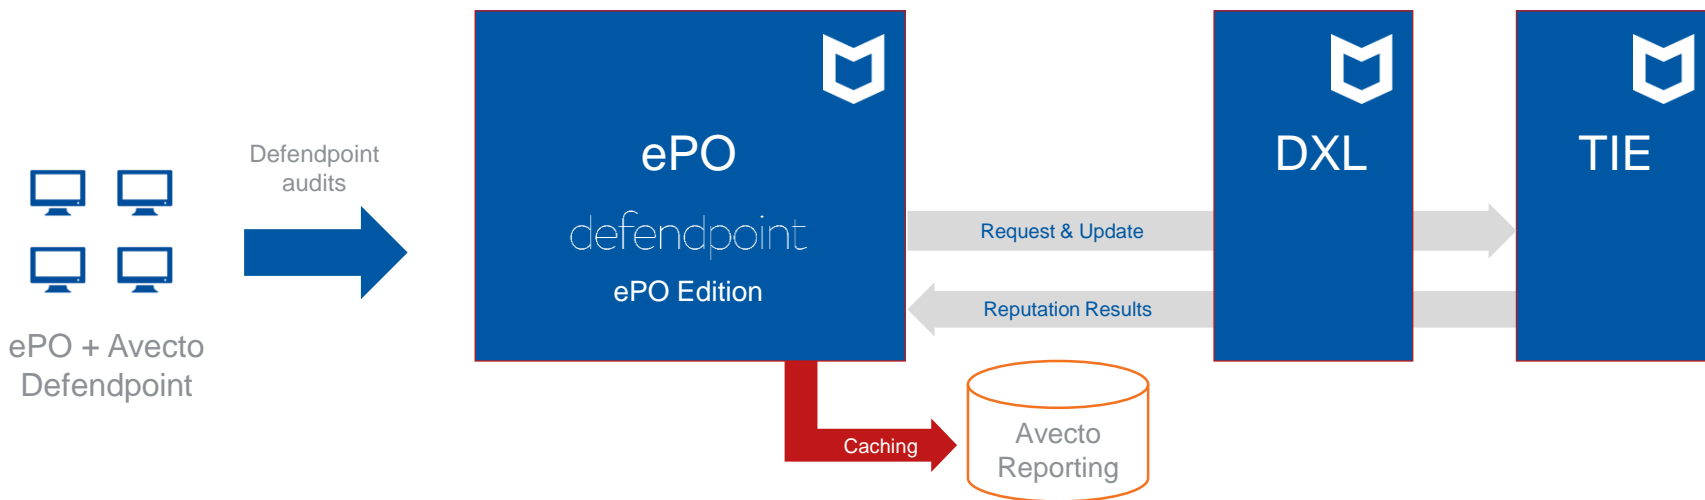 ePO + Avecto
Defendpoint
Defendpoint
audits
ePO
defendpoint
ePO Edition
Request & Update
Reputation Results
DXL
TIE
Caching
Avecto
Reporting